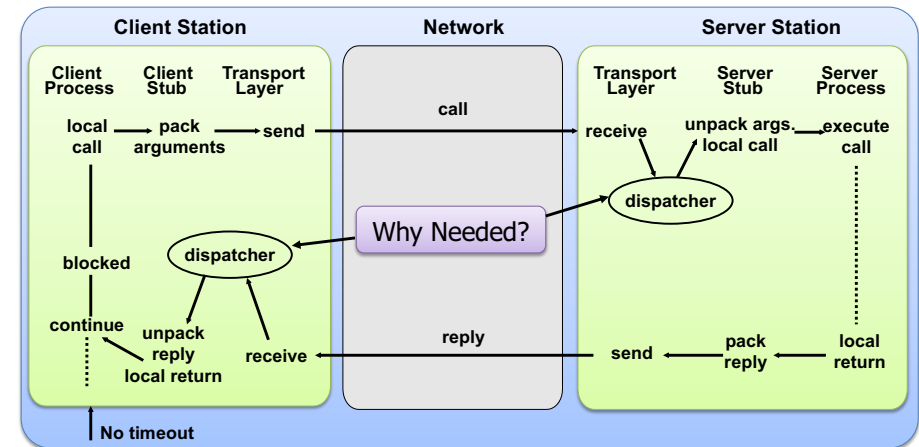 Client Station
Network
Server Station
Client
Process
Client
Stub
Transport
Layer
Transport
Layer
Server
Stub
Server
Process
call
local
call
pack
arguments
send
receive
unpack args.
local call
execute
call
dispatcher
Why Needed?
dispatcher
blocked
continue
unpack
reply
local return
receive
reply
send
pack
reply
local
return
No timeout